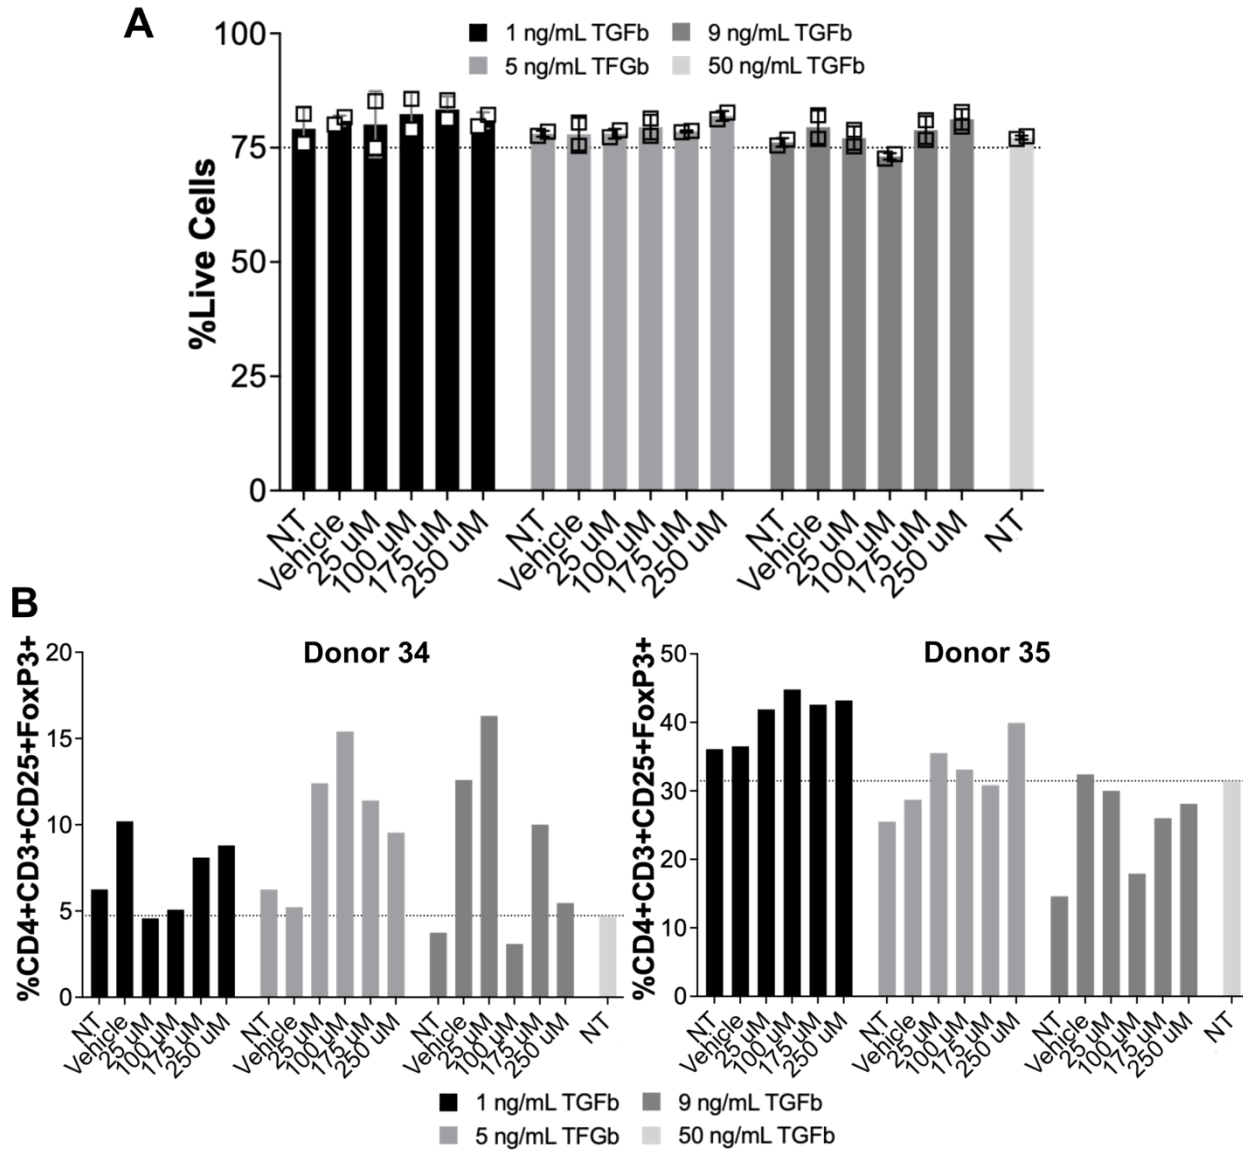 A
1 ng/mL TGFb
9 ng/mL TGFb
5 ng/mL TFGb
50 ng/mL TGFb
%Live Cells
100
75
50
25
0
NT
Vehicle
25 uM
100 uM
175 uM
250 uM
NT
Vehicle
25 uM
100 uM
175 uM
250 uM
NT
Vehicle
25 uM
100 uM
175 uM
250 uM
NT
B
Donor 34
%CD4+CD3+CD25+FoxP3+
20
15
10
5
0
NT
Vehicle
25 uM
100 uM
175 uM
250 uM
NT
Vehicle
25 uM
100 uM
175 uM
250 uM
NT
Vehicle
25 uM
100 uM
175 uM
250 uM
NT
Donor 35
%CD4+CD3+CD25+FoxP3+
50
40
30
20
10
0
NT
Vehicle
25 uM
100 uM
175 uM
250 uM
NT
Vehicle
25 uM
100 uM
175 uM
250 uM
NT
Vehicle
25 uM
100 uM
175 uM
250 uM
NT
1 ng/mL TGFb
9 ng/mL TGFb
5 ng/mL TFGb
50 ng/mL TGFb